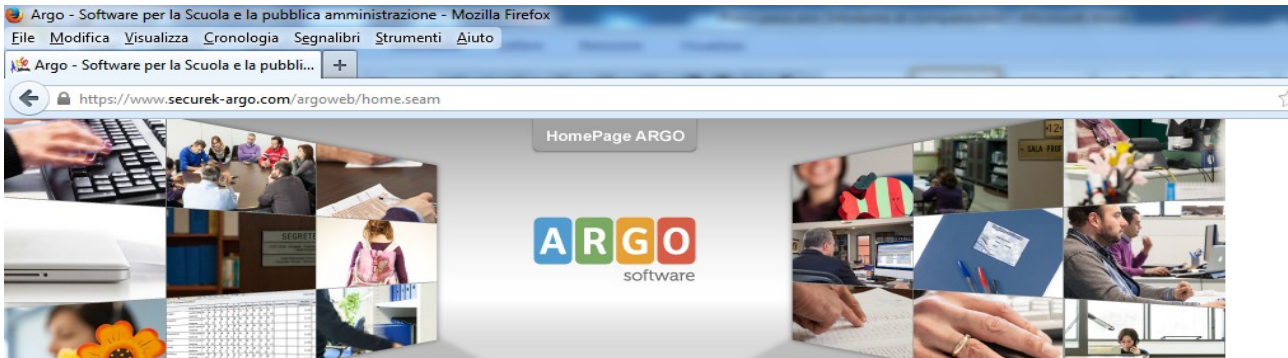 Argo - Software per la Scuola e la pubblica amministrazione - Mozilla Firefox
File Modifica Visualizza Cronologia Segnalibri Strumenti Aiuto
Argo - Software per la Scuola e la pubbli... +
https://www.securek-argo.com/argoweb/home.seam
HomePage ARGO
ARGO
software